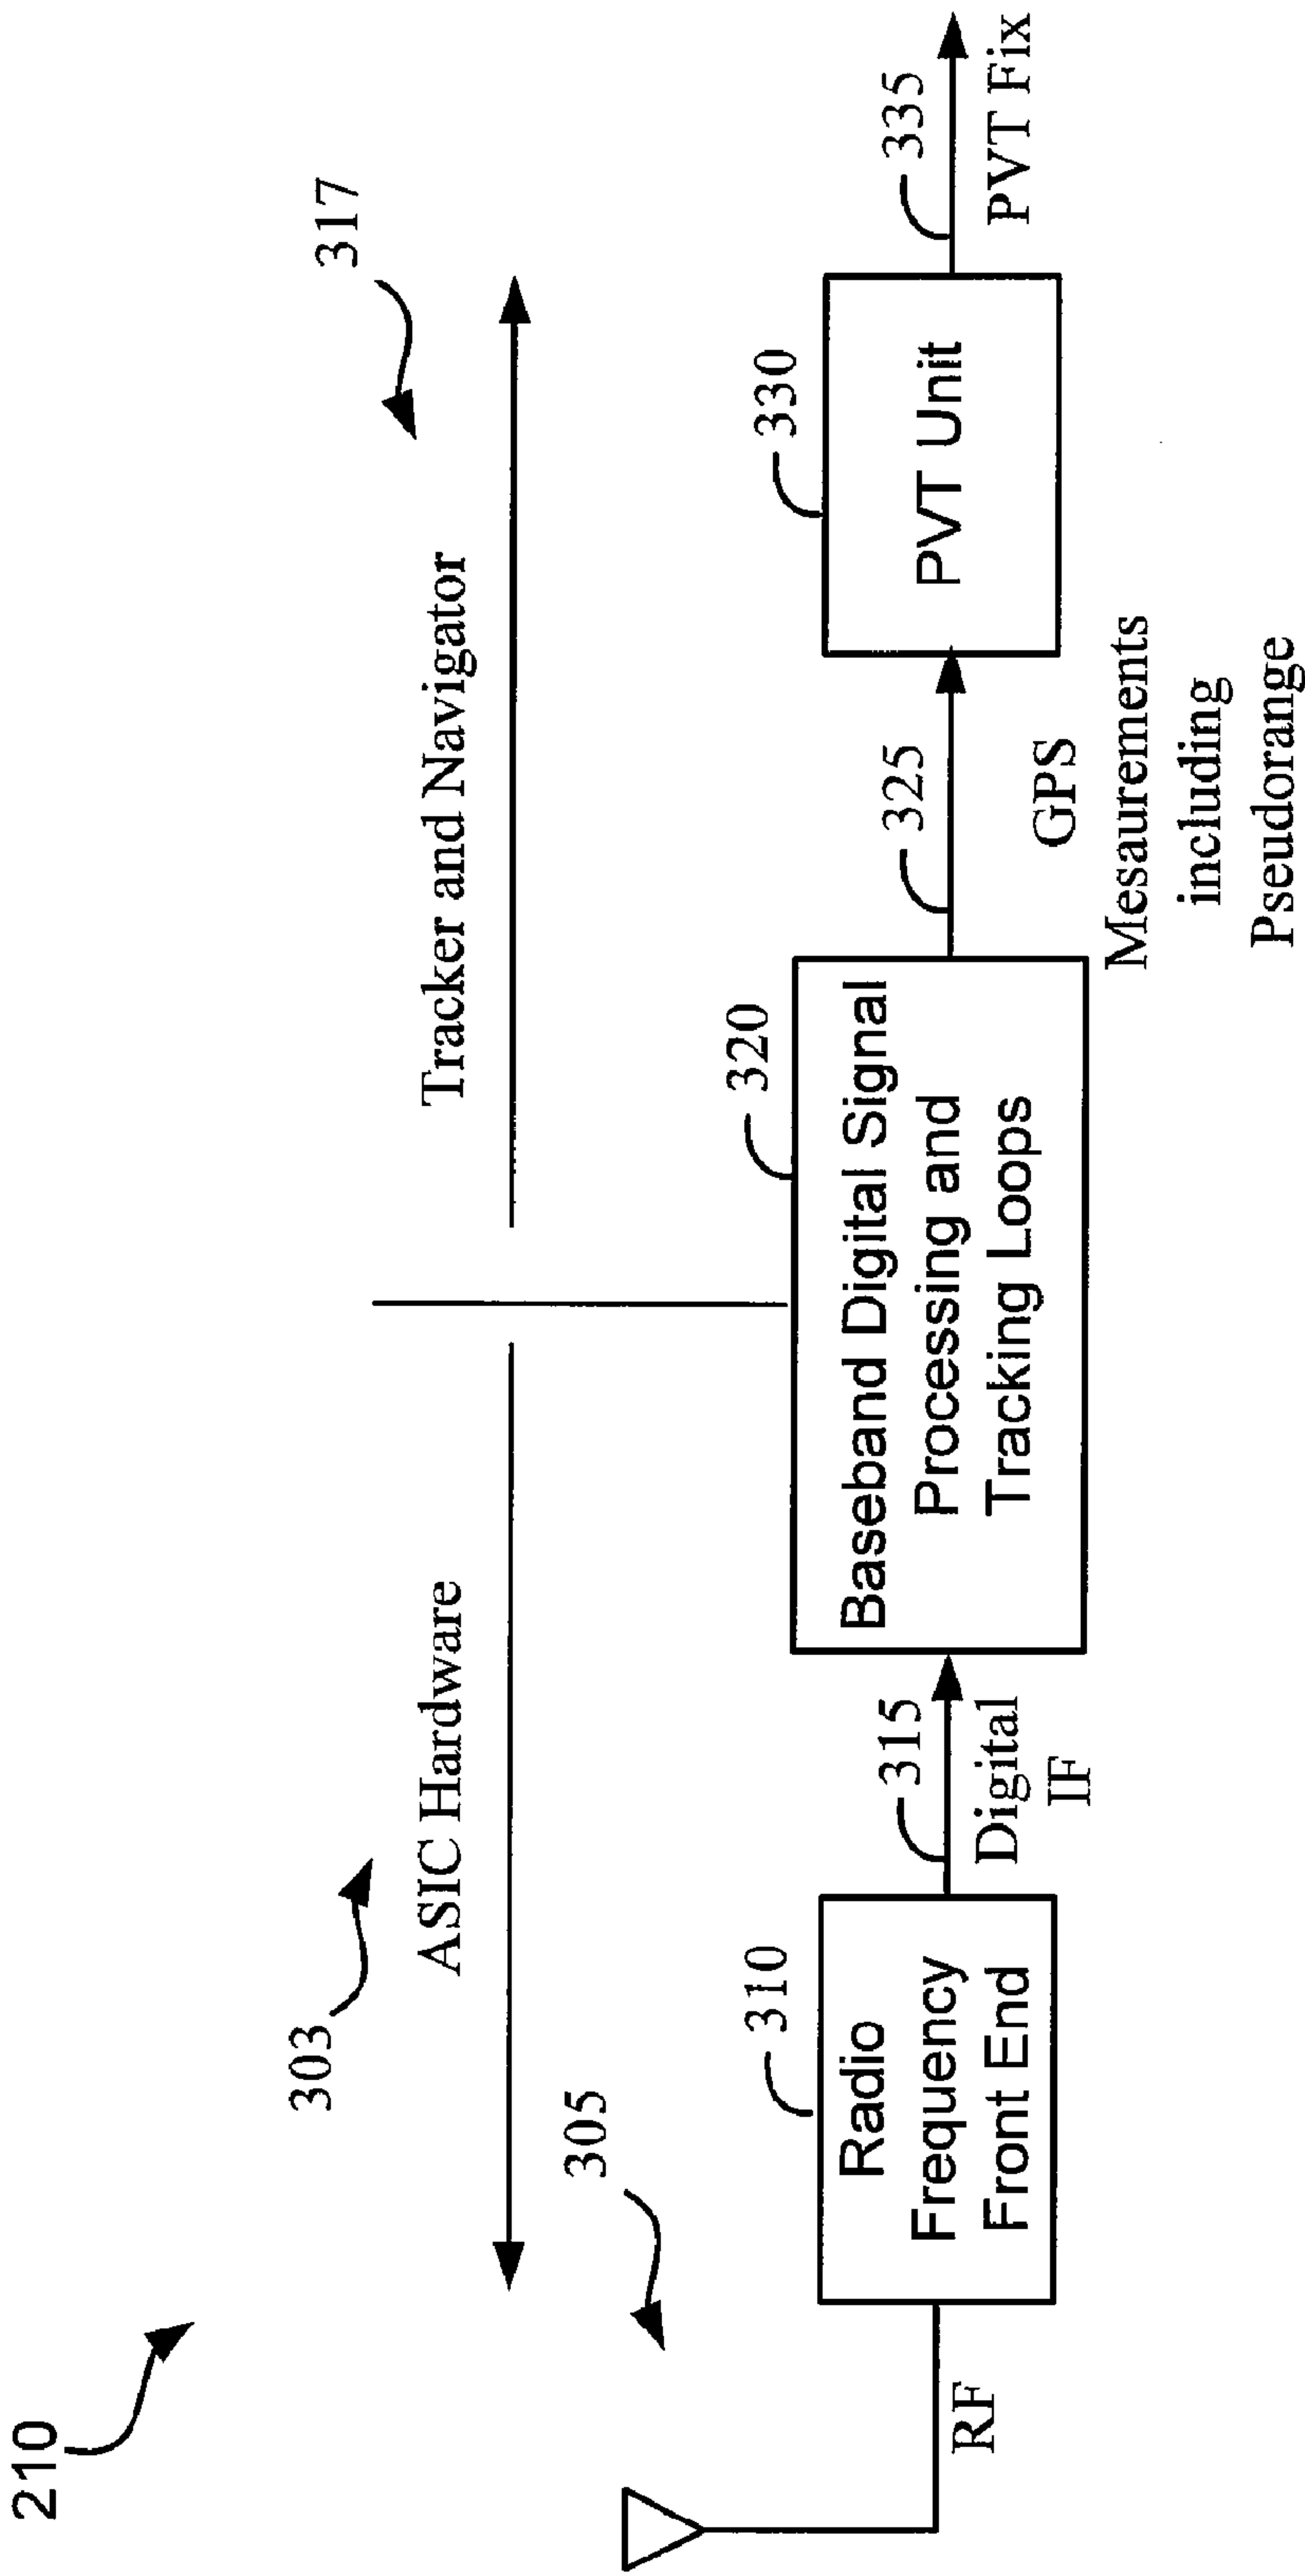 210
303
317
ASIC Hardware
Tracker and Navigator
305
310
320
330
Radio
Frequency
Front End
Baseband Digital Signal
Processing and
Tracking Loops
PVT Unit
RF
315
Digital
IF
325
GPS
Mesaurements
including
Pseudorange
335
PVT Fix